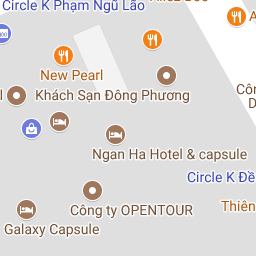 Circle K Phạm Ngũ Lão
New Pearl
Khách Sạn Đông Phương
Ngan Ha Hotel & capsule
Circle K Đề
Công ty OPENTOUR
Thiên
Galaxy Capsule